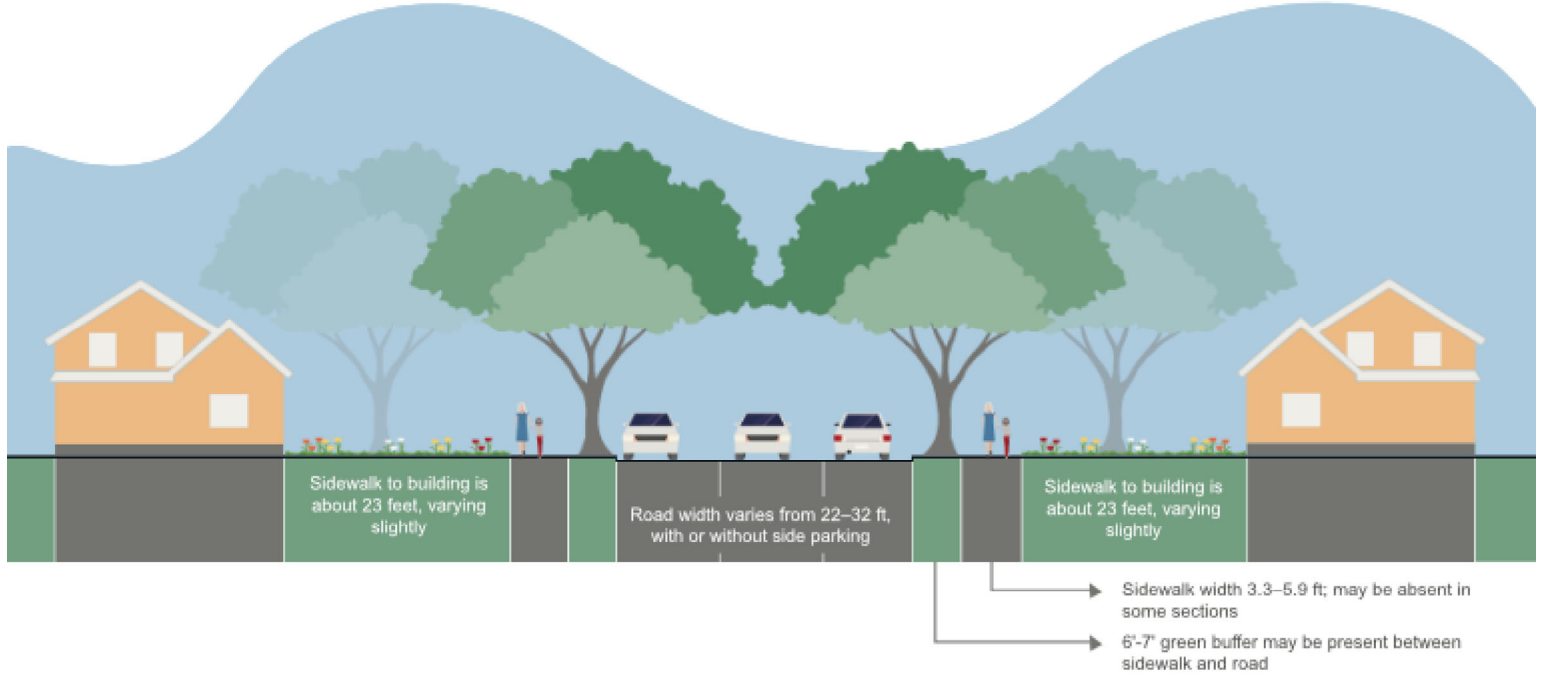 Sidewalk to building is
about 23 feet, varying
slightly
Road width varies from 22–32 ft,
with or without side parking
Sidewalk to building is
about 23 feet, varying
slightly
Sidewalk width 3.3–5.9 ft; may be absent in
some sections
6'-7' green buffer may be present between
sidewalk and road